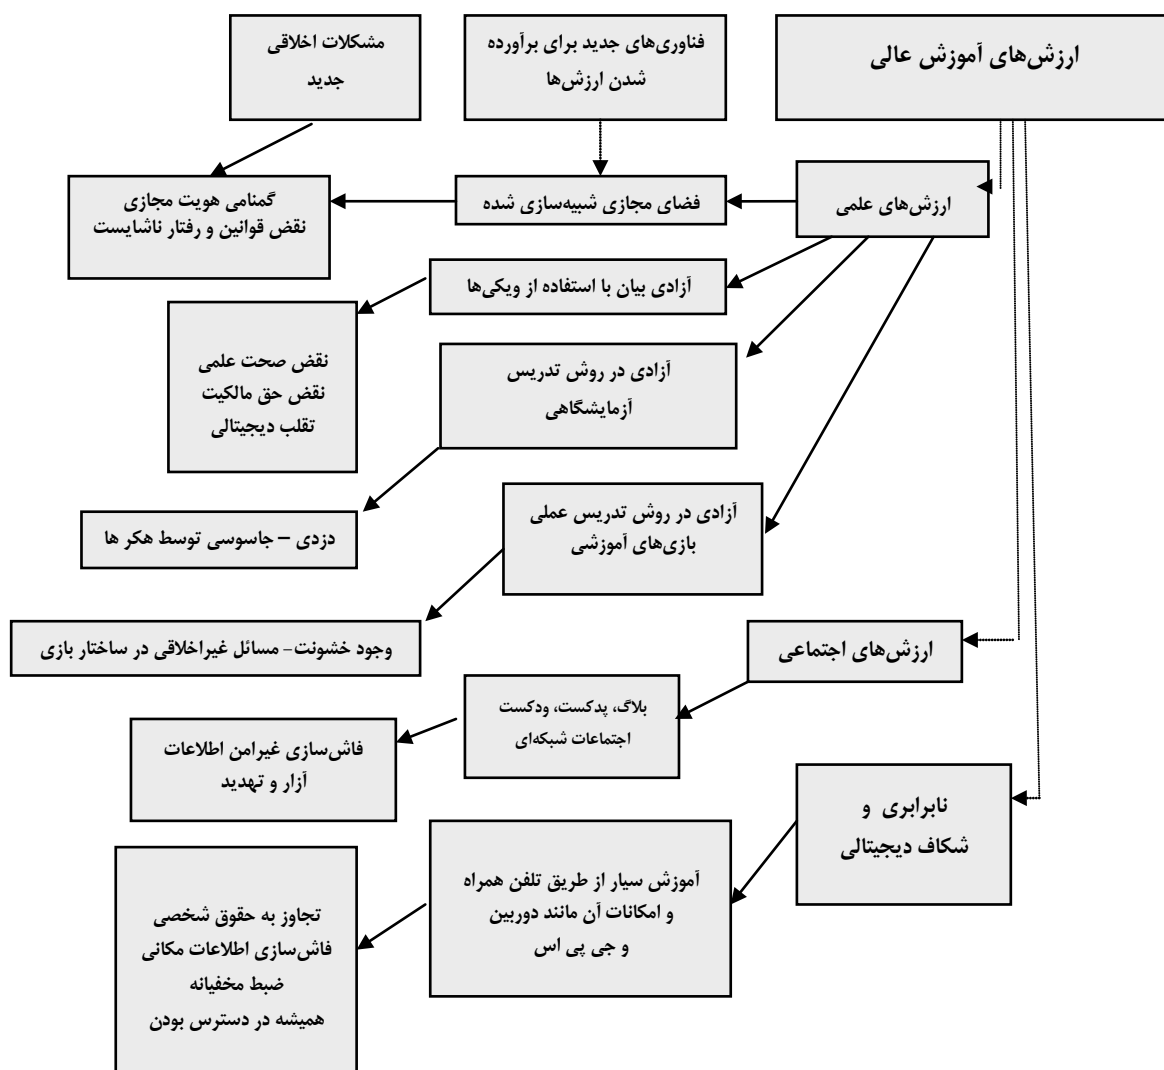 ارزش‌های آموزش عالی
فناوری‌های جدید برای برآورده
شدن ارزش‌ها
مشکلات اخلاقی
جدید
ارزش‌های علمی
فضای مجازی شبیه‌سازی شده
گمنامی هویت مجازی
نقض قوانین و رفتار ناشایست
آزادی بیان با استفاده از ویکی‌ها
نقض صحت علمی
نقض حق مالکیت
تقلب دیجیتالی
آزادی در روش تدریس
آزمایشگاهی
دزدی – جاسوسی توسط هکر ها
آزادی در روش تدریس عملی
بازی‌های آموزشی
وجود خشونت- مسائل غیراخلاقی در ساختار بازی
ارزش‌های اجتماعی
بلاگ، پدکست، ودکست
اجتماعات شبکه‌ای
فاش‌سازی غیرامن اطلاعات
آزار و تهدید
نابرابری و
شکاف دیجیتالی
آموزش سیار از طریق تلفن همراه
و امکانات آن مانند دوربین
و جی پی اس
تجاوز به حقوق شخصی
فاش‌سازی اطلاعات مکانی
ضبط مخفیانه
همیشه در دسترس بودن